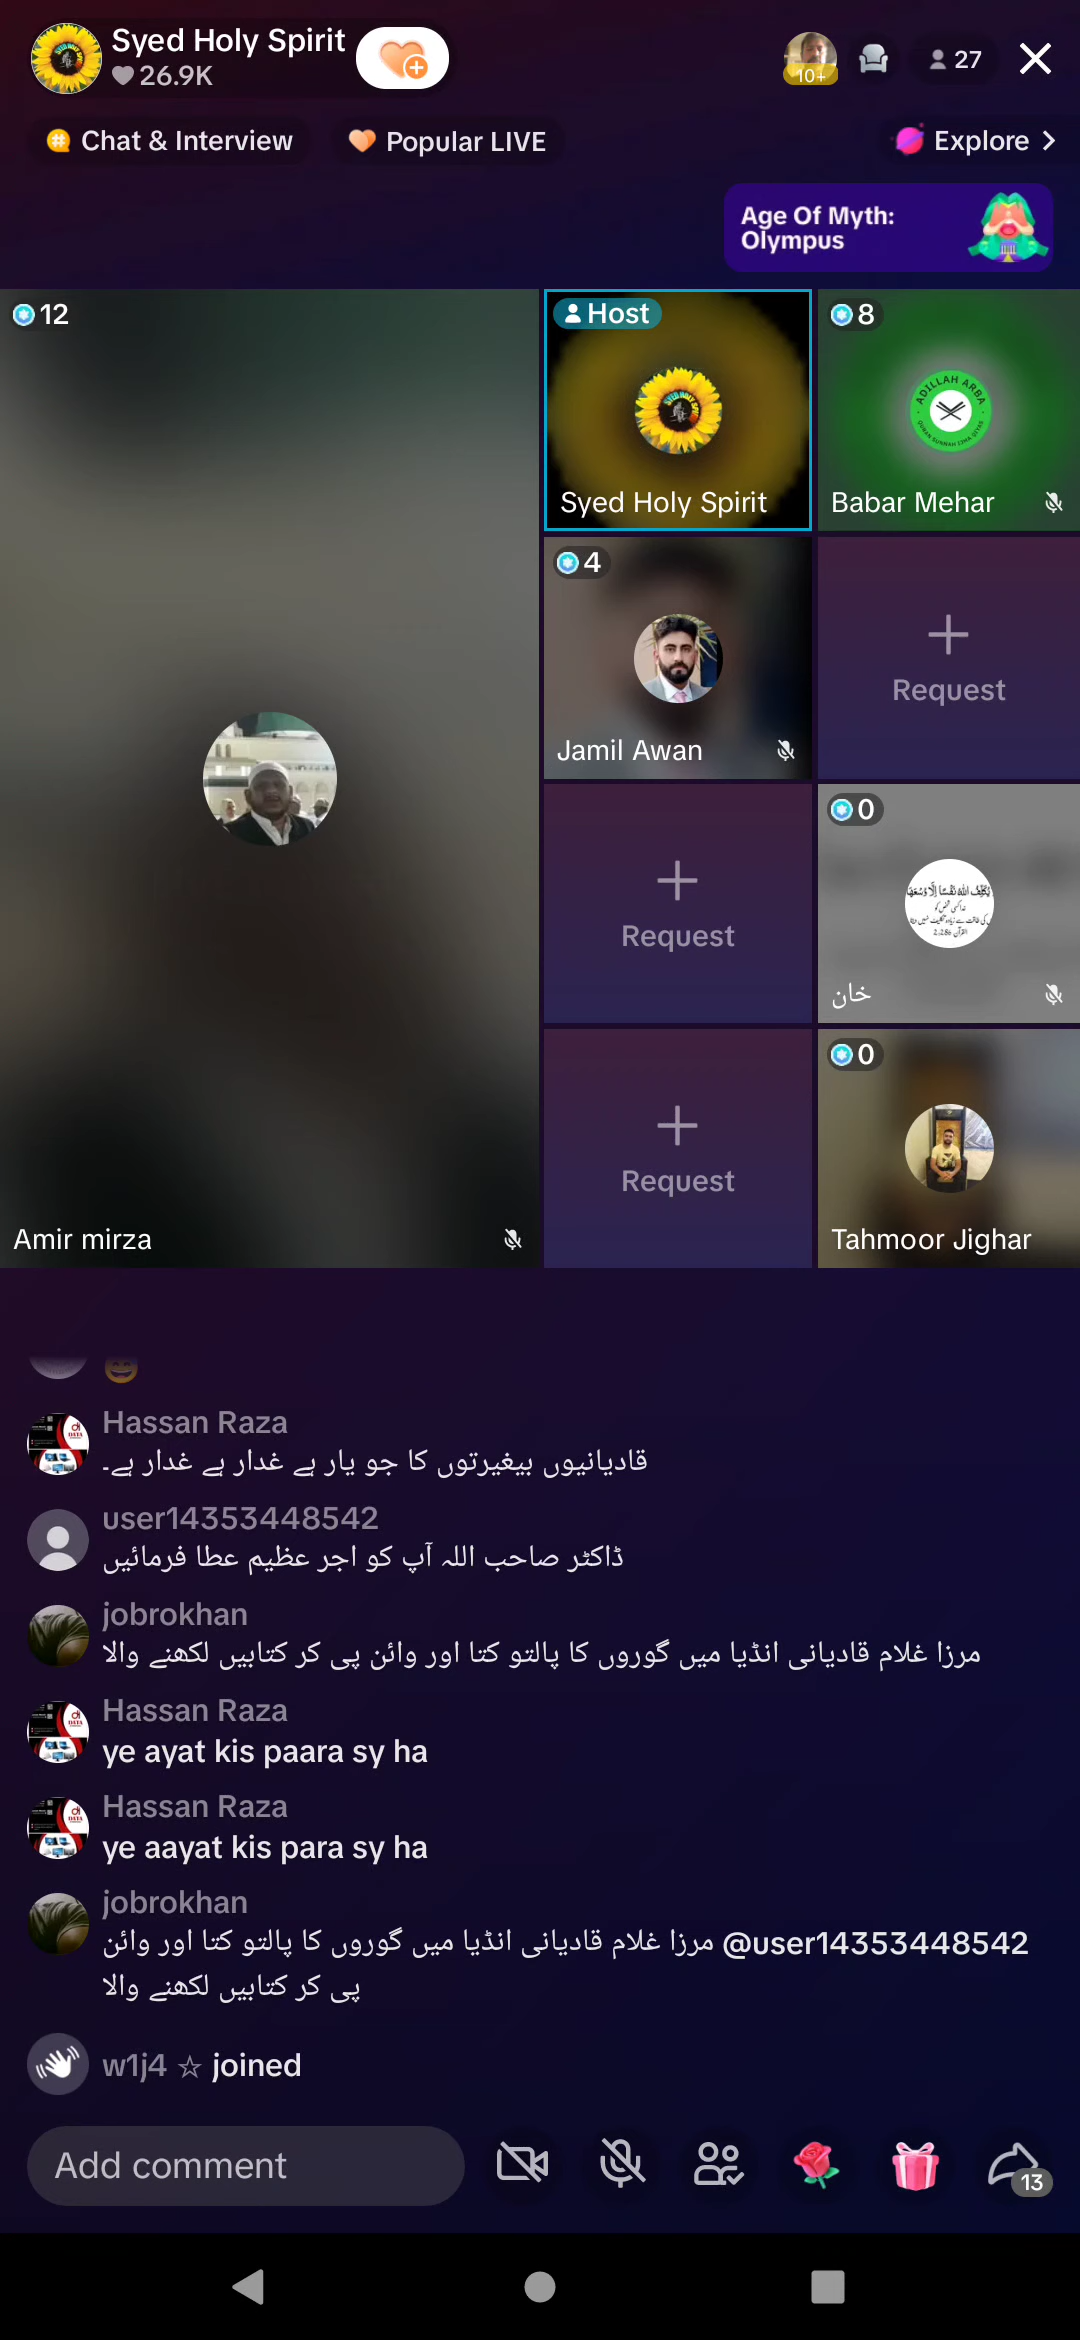 Syed Holy Spirit
26.9K
10+
27
Chat & Interview
Popular LIVE
Explore
Age Of Myth:
Olympus
12
Host
8
ADILLAH ARBA
Syed Holy Spirit
Babar Mehar
4
Request
Jamil Awan
Request
0
خان
Request
0
Amir mirza
Tahmoor Jighar
Hassan Raza
قادیانیوں بیغیرتوں کا جو یار ہے غدار ہے غدار ہے۔
user14353448542
ڈاکٹر صاحب اللہ آپ کو اجر عظیم عطا فرمائیں
jobrokhan
مرزا غلام قادیانی انڈیا میں گوروں کا پالتو کتا اور وائن پی کر کتابیں لکھنے والا
Hassan Raza
ye ayat kis paara sy ha
Hassan Raza
ye aayat kis para sy ha
jobrokhan
@user14353448542 مرزا غلام قادیانی انڈیا میں گوروں کا پالتو کتا اور وائن
پی کر کتابیں لکھنے والا
w1j4 ☆ joined
Add comment
13